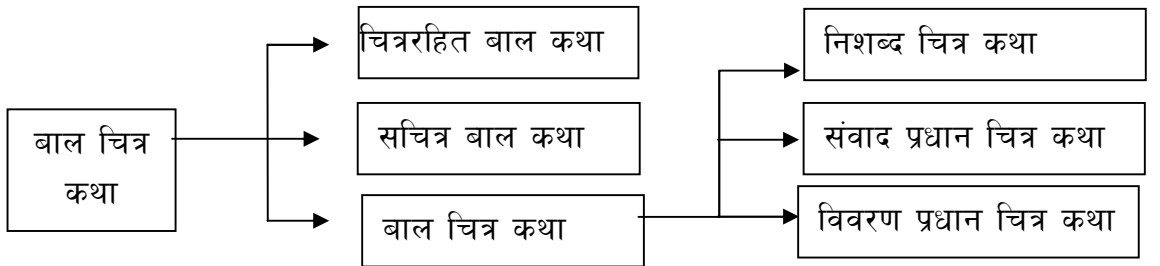 बाल चित्र
कथा
चित्ररहित बाल कथा
सचित्र बाल कथा
बाल चित्र कथा
निशब्द चित्र कथा
संवाद प्रधान चित्र कथा
विवरण प्रधान चित्र कथा